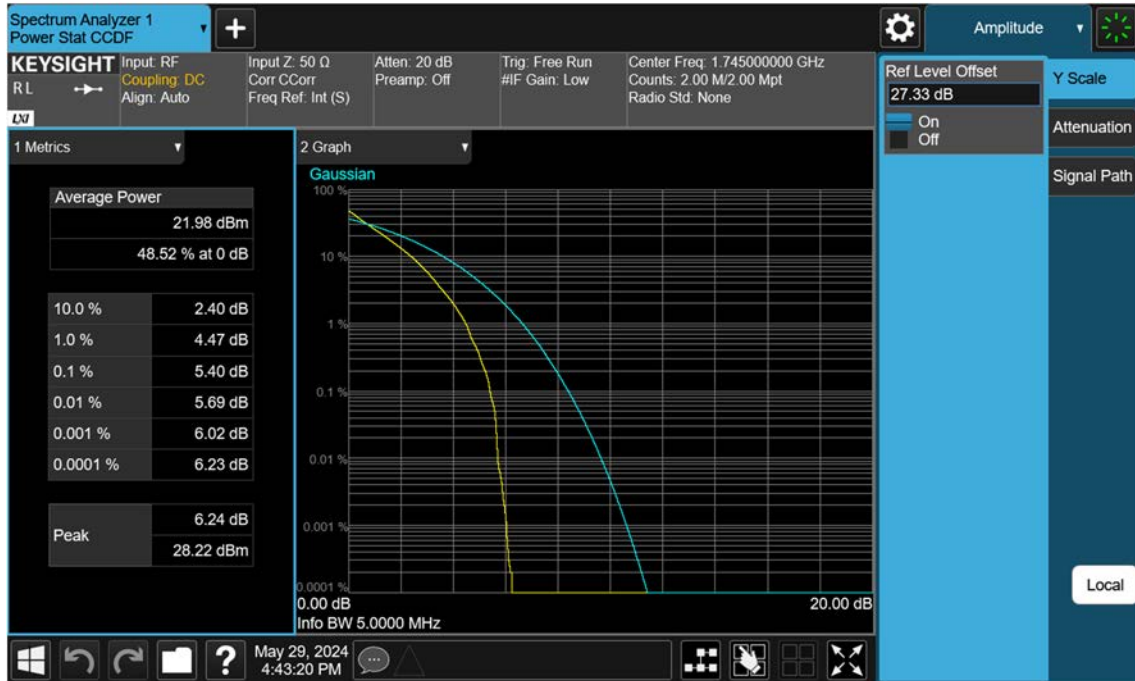 Spectrum Analyzer 1
Power Stat CCDF
+
Amplitude
KEYSIGHT
RL
LXI
Input: RF
Coupling: DC
Align: Auto
Input Z: 50 Ω
Corr CCorr
Freq Ref: Int (S)
Atten: 20 dB
Preamp: Off
Trig: Free Run
#IF Gain: Low
Center Freq: 1.745000000 GHz
Counts: 2.00 M/2.00 Mpt
Radio Std: None
Ref Level Offset
27.33 dB
On
Off
Y Scale
Attenuation
Signal Path
1 Metrics
Average Power
21.98 dBm
48.52 % at 0 dB
10.0 % 2.40 dB
1.0 % 4.47 dB
0.1 % 5.40 dB
0.01 % 5.69 dB
0.001 % 6.02 dB
0.0001 % 6.23 dB
Peak
6.24 dB
28.22 dBm
2 Graph
Gaussian
100 %
10 %
1 %
0.1 %
0.01 %
0.001 %
0.0001 %
0.00 dB 20.00 dB
Info BW 5.0000 MHz
Local
?
May 29, 2024
4:43:20 PM